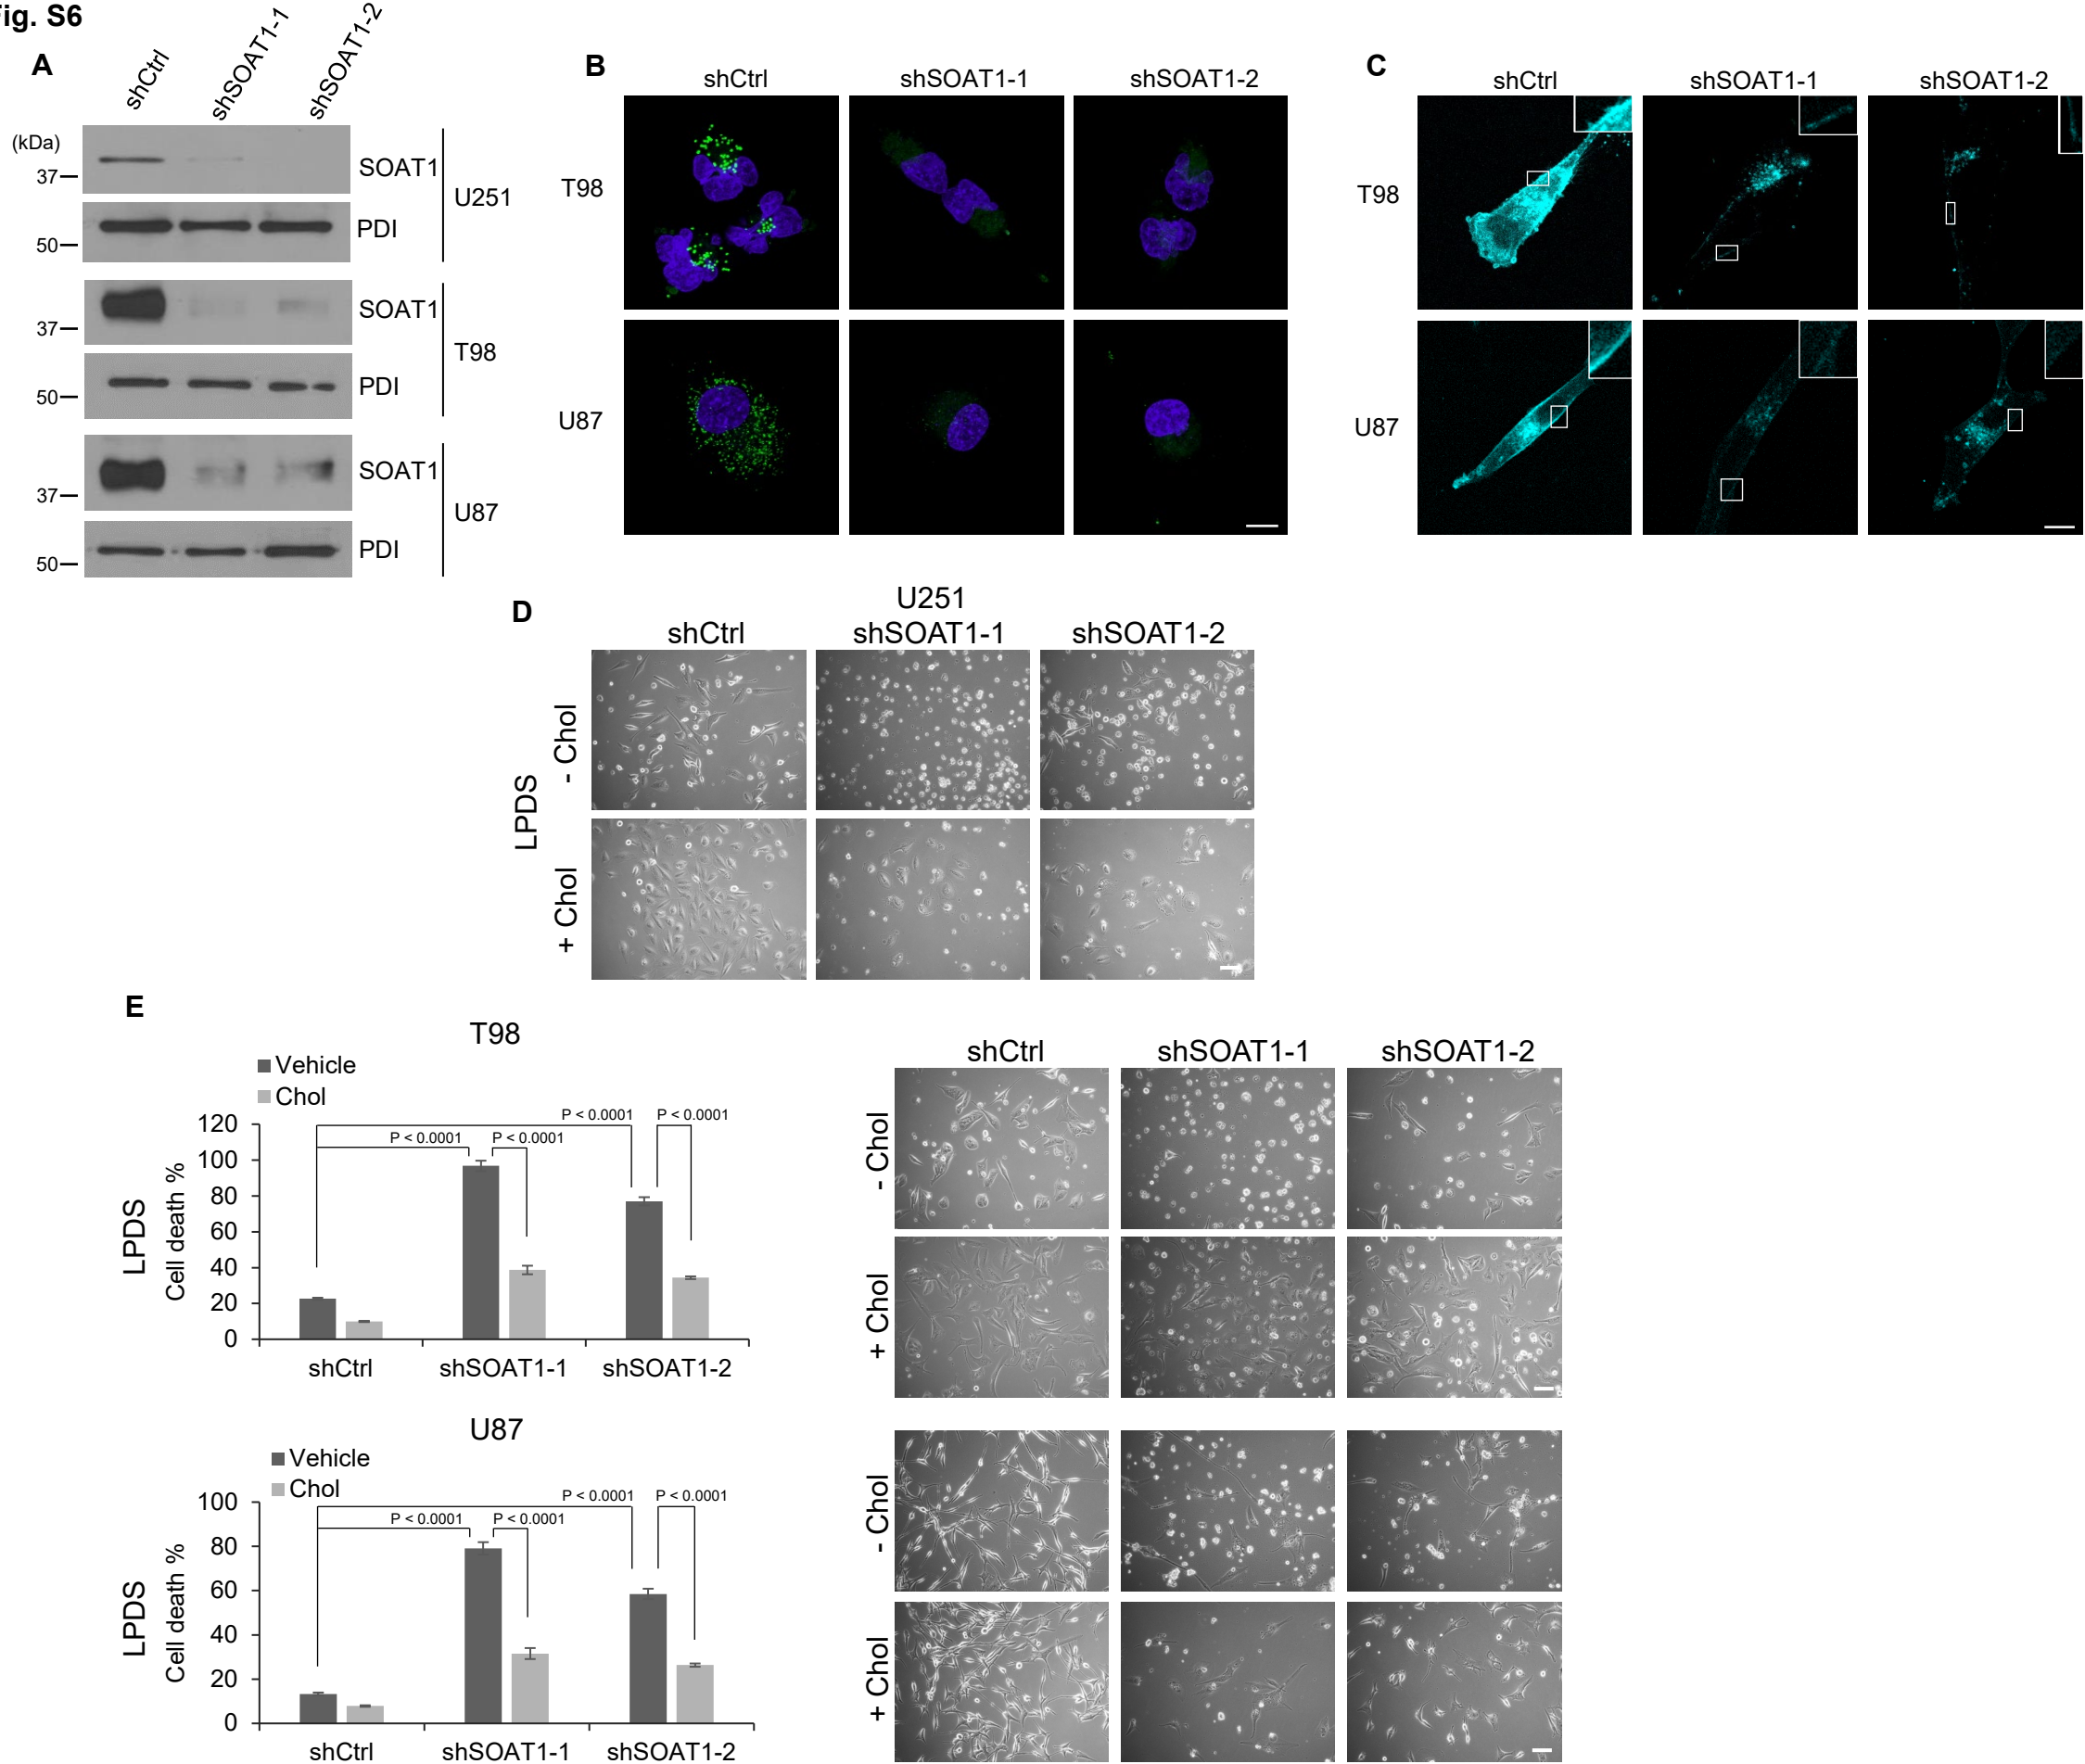 ig. S6
A
shCtrl
shSOAT1-1
shSOAT1-2
(kDa)
37
SOAT1
50
PDI
U251
37
SOAT1
50
PDI
T98
37
SOAT1
50
PDI
U87
B
shCtrl
shSOAT1-1
shSOAT1-2
T98
U87
C
shCtrl
shSOAT1-1
shSOAT1-2
T98
U87
D
U251
shCtrl
shSOAT1-1
shSOAT1-2
LPDS
- Chol
+ Chol
E
T98
Vehicle
Chol
LPDS
Cell death %
120
100
80
60
40
20
0
P < 0.0001
P < 0.0001
P < 0.0001
P < 0.0001
shCtrl
shSOAT1-1
shSOAT1-2
shCtrl
shSOAT1-1
shSOAT1-2
- Chol
+ Chol
U87
Vehicle
Chol
LPDS
Cell death %
100
80
60
40
20
0
P < 0.0001
P < 0.0001
P < 0.0001
P < 0.0001
shCtrl
shSOAT1-1
shSOAT1-2
- Chol
+ Chol